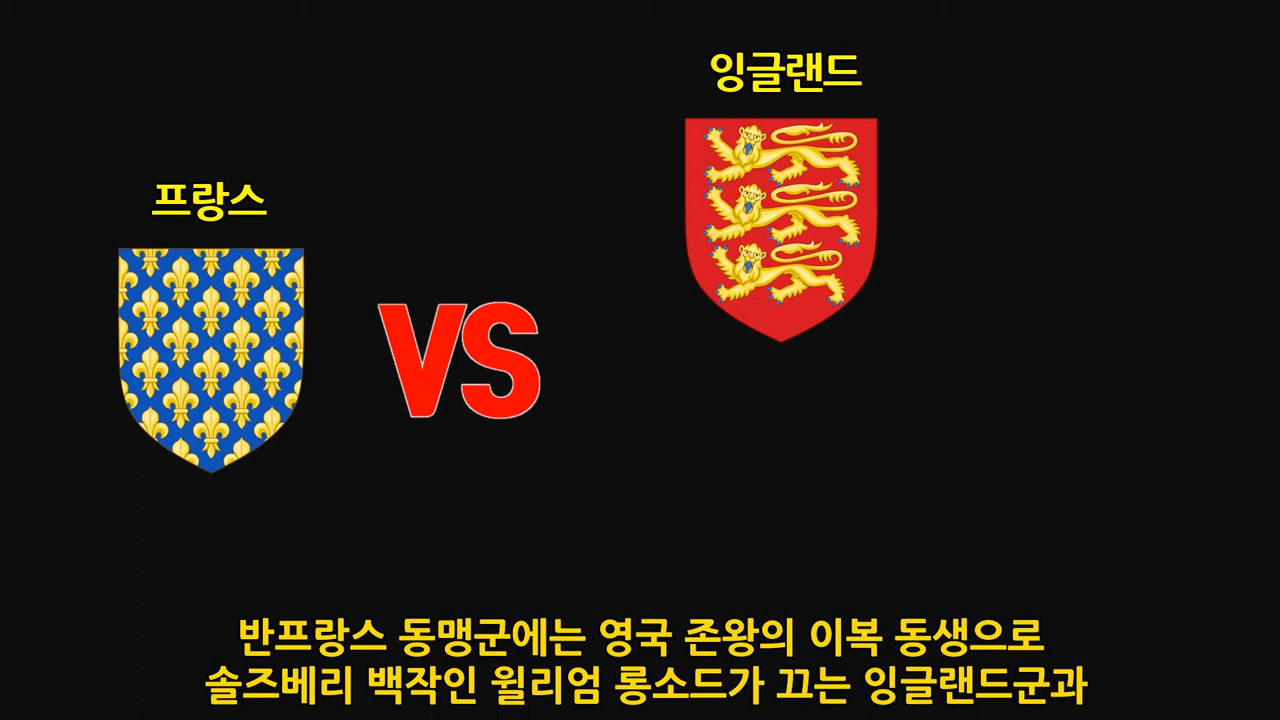 잉글랜드
프랑스
VS
반프랑스 동맹군에는 영국 존왕의 이복 동생으로
솔즈베리 백작인 윌리엄 롱소드가 끄는 잉글랜드군과